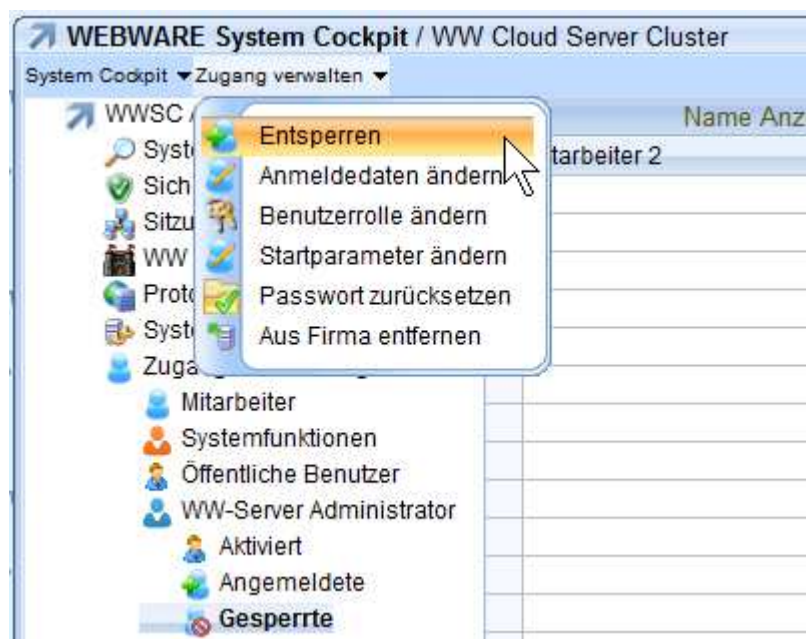 WEBWARE System Cockpit / WW Cloud Server Cluster
System Cockpit Zugang verwalten
WWSC
Name Anz
Entsperren
tarbeiter 2
Anmeldedaten ändern
Benutzerrolle ändern
WW
Startparameter ändern
Passwort zurücksetzen
Aus Firma entfernen
Mitarbeiter
Systemfunktionen
Öffentliche Benutzer
WW-Server Administrator
Aktiviert
Angemeldete
Gesperrte